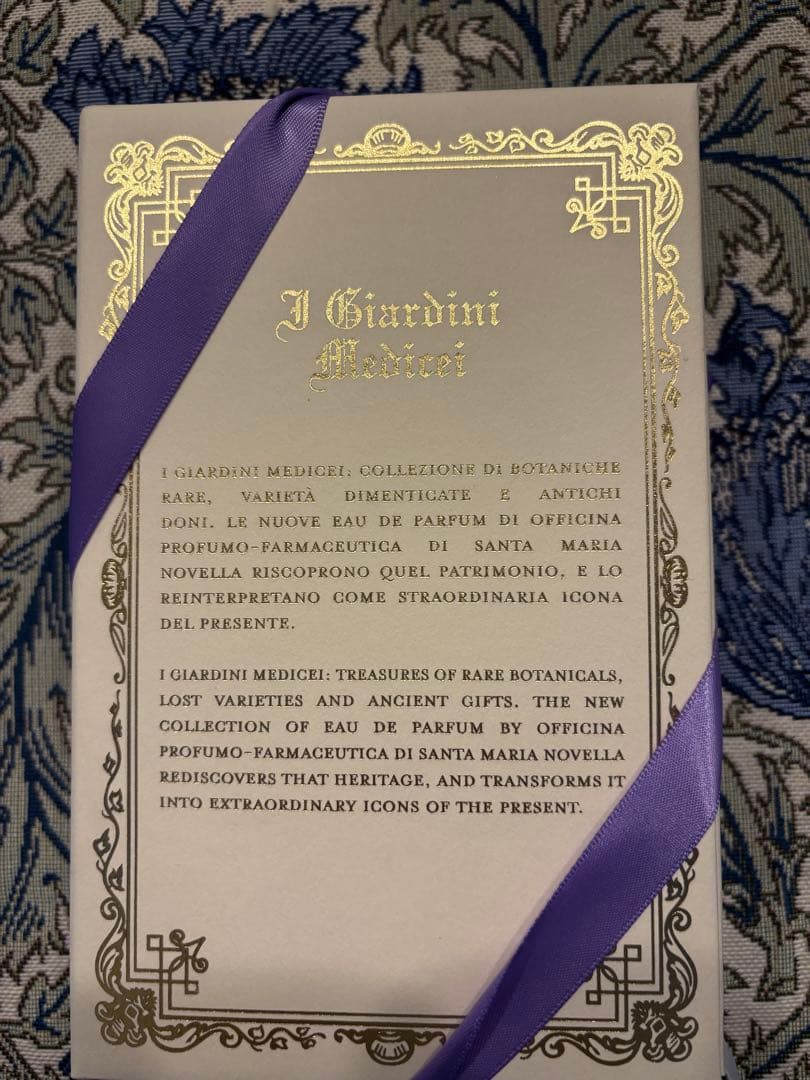 I Giardini
Medicei
I GIARDINI MEDICEI: COLLEZIONE DI BOTANICHE
RARE, VARIETÀ DIMENTICATE E ANTICHI
DONI. LE NUOVE EAU DE PARFUM DI OFFICINA
PROFUMO-FARMACEUTICA DI SANTA MARIA
NOVELLA RISCOPRONO QUEL PATRIMONIO, E LO
REINTERPRETANO COME STRAORDINARIA ICONA
DEL PRESENTE.
I GIARDINI MEDICEI: TREASURES OF RARE BOTANICALS,
LOST VARIETIES AND ANCIENT GIFTS. THE NEW
COLLECTION OF EAU DE PARFUM BY OFFICINA
PROFUMO-FARMACEUTICA DI SANTA MARIA NOVELLA
REDISCOVERS THAT HERITAGE, AND TRANSFORMS IT
INTO EXTRAORDINARY ICONS OF THE PRESENT.